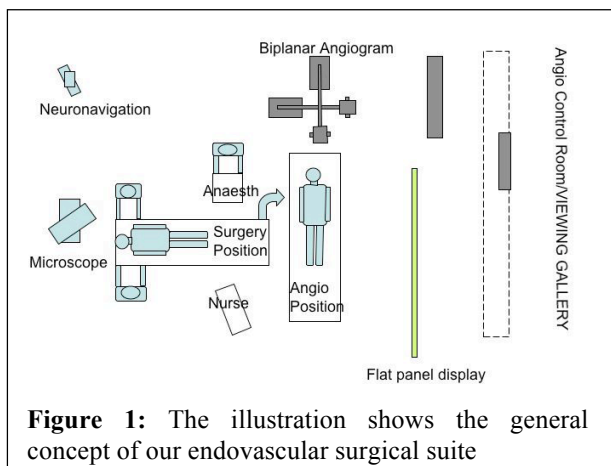 Biplanar Angiogram
Neuronavigation
Anaesth
Surgery
Position
Microscope
Nurse
Angio
Position
Flat panel display
Angio Control Room/VIEWING GALLERY
Figure 1: The illustration shows the general
concept of our endovascular surgical suite